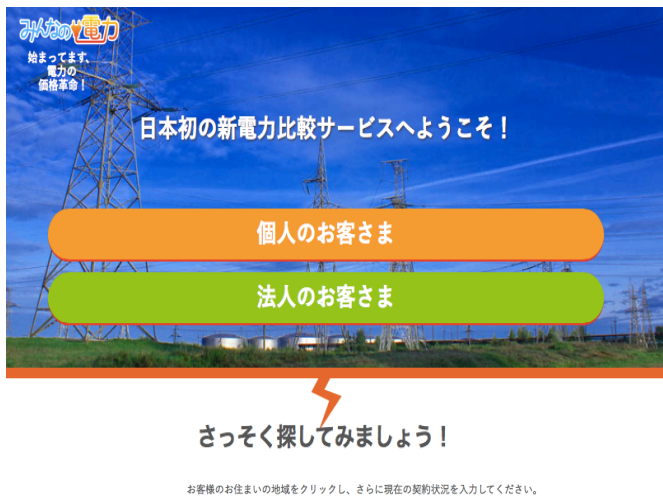 みんなの電力
始まってます、
電力の
価格革命！
日本初の新電力比較サービスへようこそ！
個人のお客さま
法人のお客さま
さっそく探してみましょう！
お客様のお住まいの地域をクリックし、さらに現在の契約状況を入力してください。